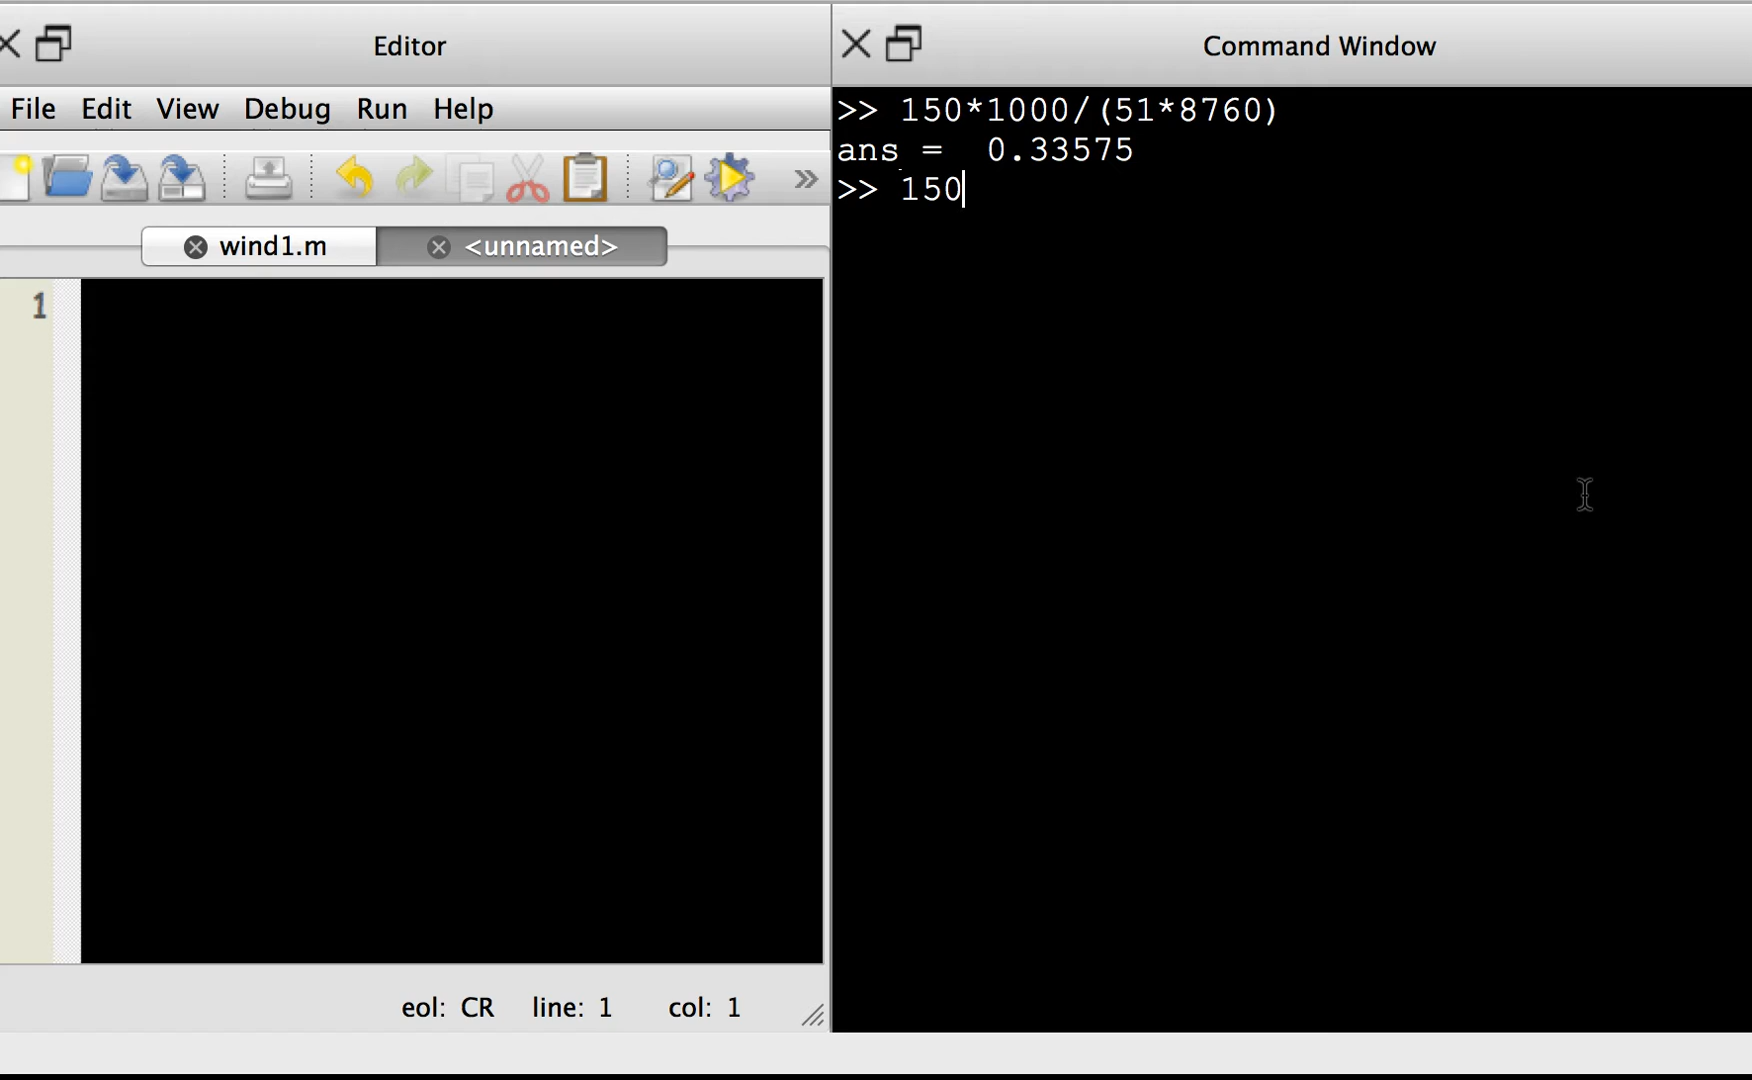 Editor
File Edit View Debug Run Help
wind1.m
<unnamed>
1
eol: CR line: 1 col: 1
Command Window
>> 150*1000/(51*8760)
ans = 0.33575
>> 150